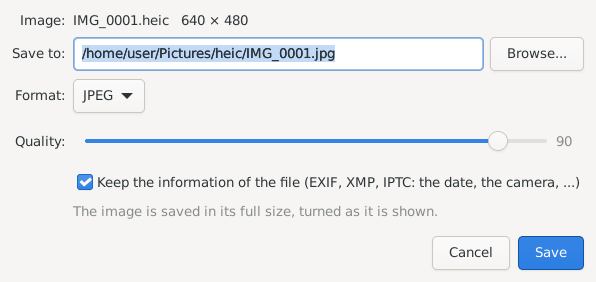 Image: IMG_0001.heic 640 × 480
Save to: /home/user/Pictures/heic/IMG_0001.jpg Browse...
Format: JPEG
Quality: 90
Keep the information of the file (EXIF, XMP, IPTC: the date, the camera, ...)
The image is saved in its full size, turned as it is shown.
Cancel Save